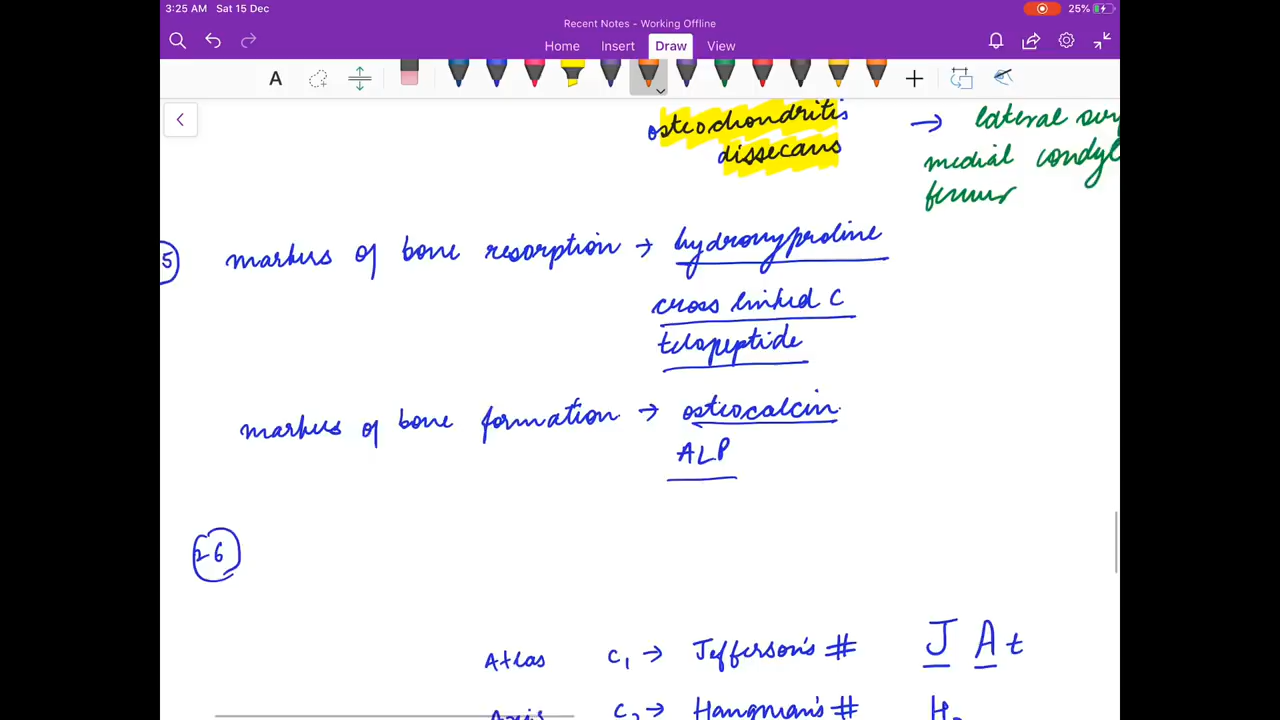 3:25 AM Sat 15 Dec
25%
Recent Notes - Working Offline
Home Insert Draw View
A
osteochondritis → lateral sur
dissecans medial condyl
femur
5) markers of bone resorption → hydroxyproline
cross linked C
telopeptide
markers of bone formation → osteocalcin
ALP
26
Atlas C1 → Jefferson's # J A t
Axis C2 → Hangman's #